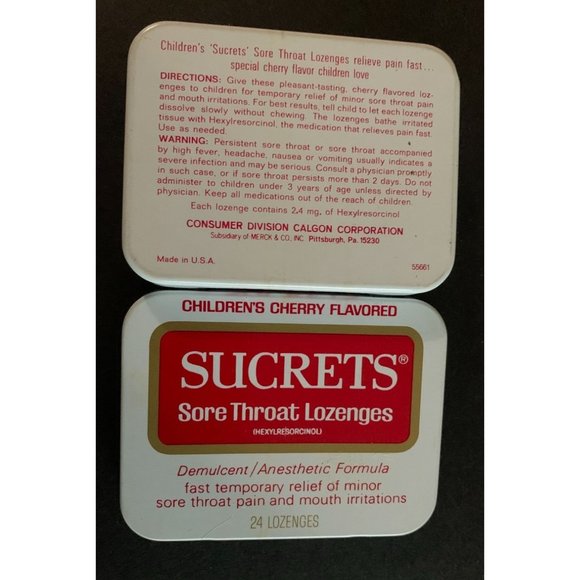 Children's 'Sucrets' Sore Throat Lozenges relieve pain fast...
special cherry flavor children love
DIRECTIONS: Give these pleasant-tasting, cherry flavored loz-
enges to children for temporary relief of minor sore throat pain
and mouth irritations. For best results, tell child to let each lozenge
dissolve slowly without chewing. The lozenges bathe irritated
tissue with Hexylresorcinol, the medication that relieves pain fast.
Use as needed.
WARNING: Persistent sore throat or sore throat accompanied
by high fever, headache, nausea or vomiting usually indicates a
severe infection and may be serious. Consult a physician promptly
in such case, or if sore throat persists more than 2 days. Do not
administer to children under 3 years of age unless directed by
physician. Keep all medications out of the reach of children.
Each lozenge contains 2.4 mg. of Hexylresorcinol
CONSUMER DIVISION CALGON CORPORATION
Subsidiary of MERCK & CO., INC. Pittsburgh, Pa. 15230
Made in U.S.A.
55661
CHILDREN'S CHERRY FLAVORED
SUCRETS®
Sore Throat Lozenges
(HEXYLRESORCINOL)
Demulcent/Anesthetic Formula
fast temporary relief of minor
sore throat pain and mouth irritations
24 LOZENGES